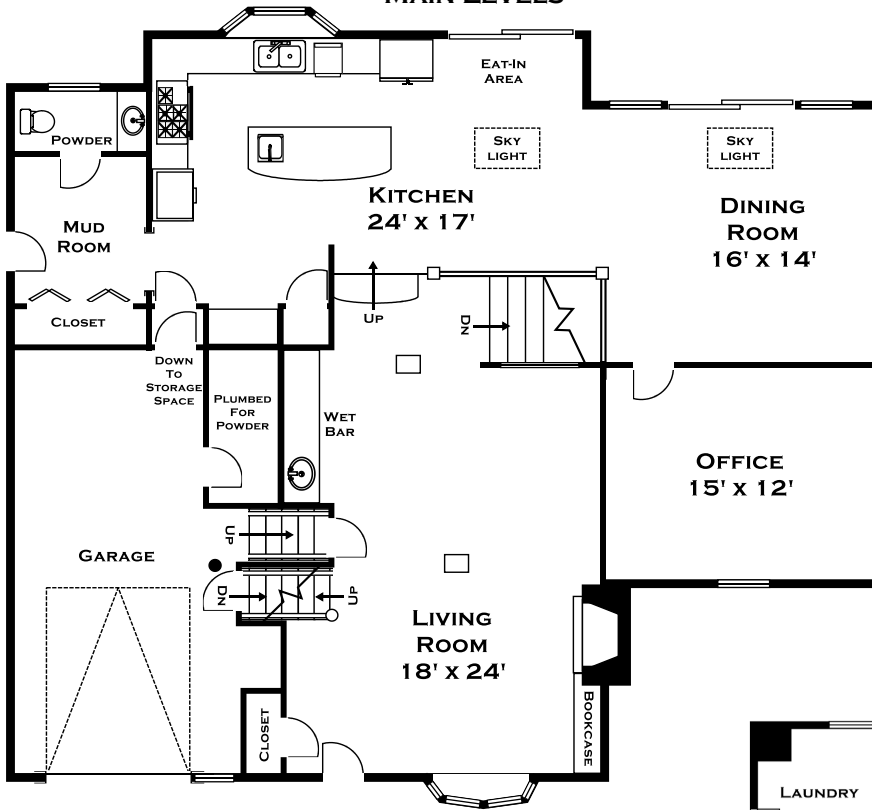 MAIN LEVELS
EAT-IN
AREA
POWDER
SKY
LIGHT
SKY
LIGHT
KITCHEN
24' X 17'
DINING
ROOM
16' X 14'
MUD
ROOM
CLOSET
UP
DN
DOWN
TO
STORAGE
SPACE
PLUMBED
FOR
POWDER
WET
BAR
OFFICE
15' X 12'
GARAGE
UP
DN
UP
LIVING
ROOM
18' X 24'
BOOKCASE
CLOSET
LAUNDRY